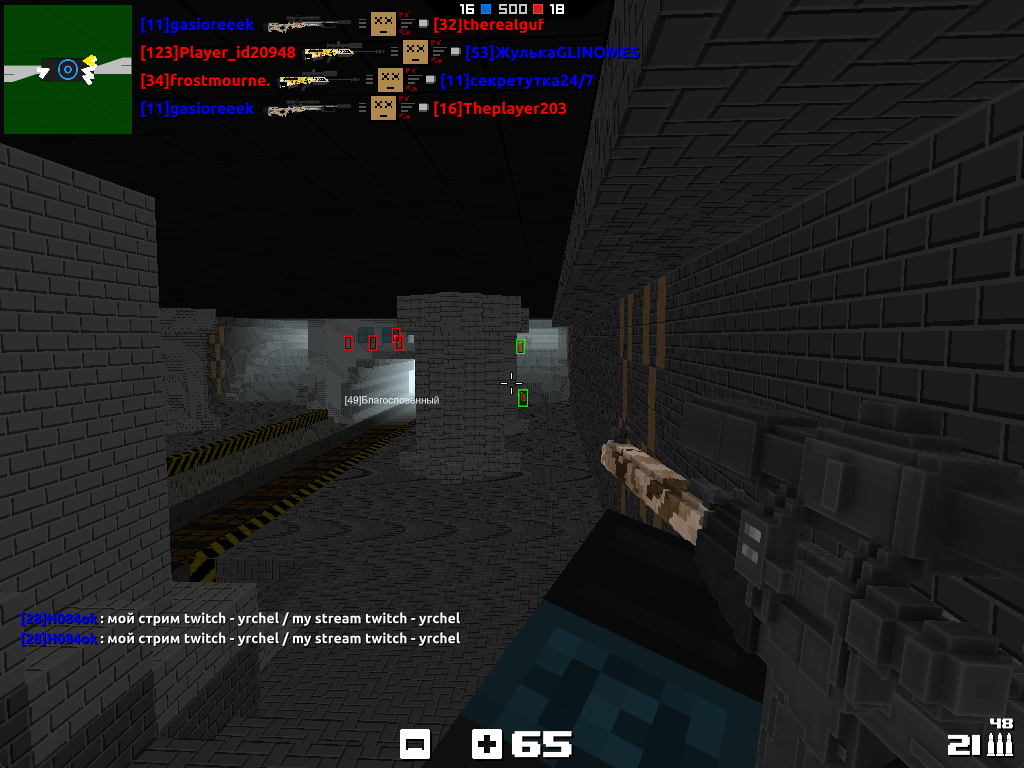 16 500 18
[11]gasioreeek [32]therealguf
[123]Player_id20948 [53]ЖулькаGLINOMES
[34]frostmourne. [11]секретутка24/7
[11]gasioreeek [16]Theplayer203
[49]Благословенный
[28]H084ok : мой стрим twitch - yrchel / my stream twitch - yrchel
[28]H084ok : мой стрим twitch - yrchel / my stream twitch - yrchel
65
48
21